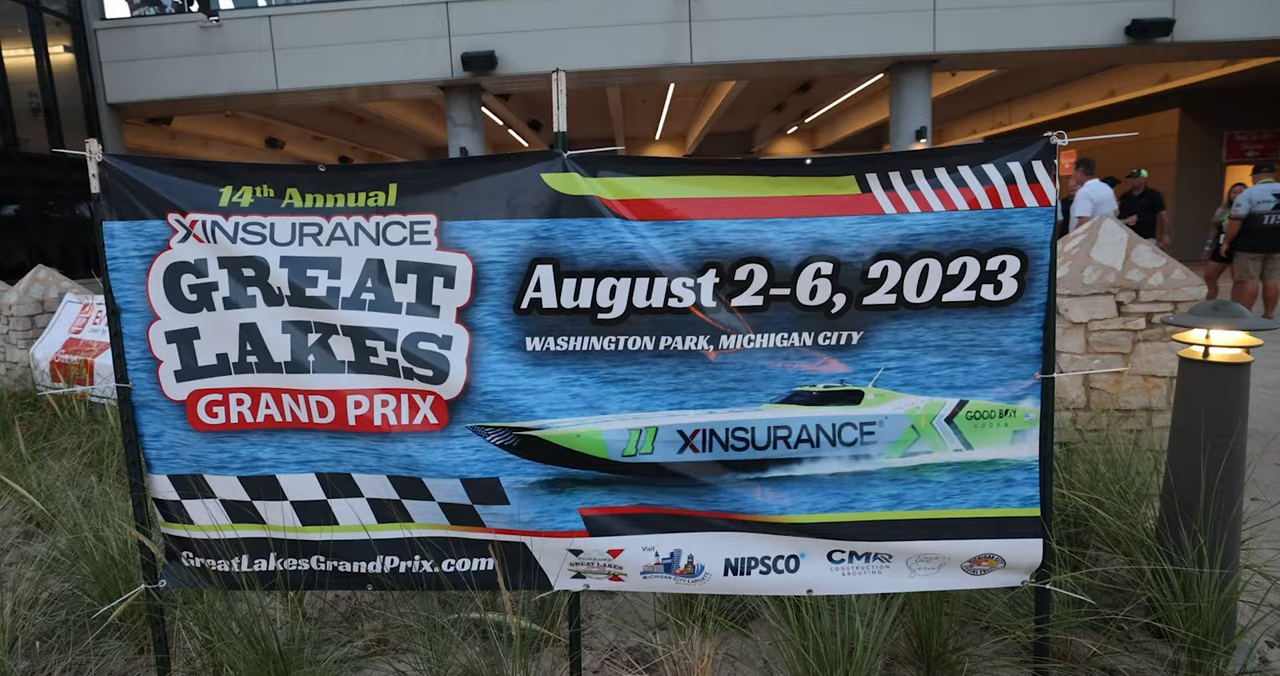 14th Annual
XINSURANCE
GREAT
LAKES
GRAND PRIX
August 2-6, 2023
WASHINGTON PARK, MICHIGAN CITY
11 XINSURANCE®
GOOD BOY
VODKA
GreatLakesGrandPrix.com
GREAT LAKES
Visit
MICHIGAN CITY LAPORTE
NIPSCO
CMR
CONSTRUCTION
& ROOFING